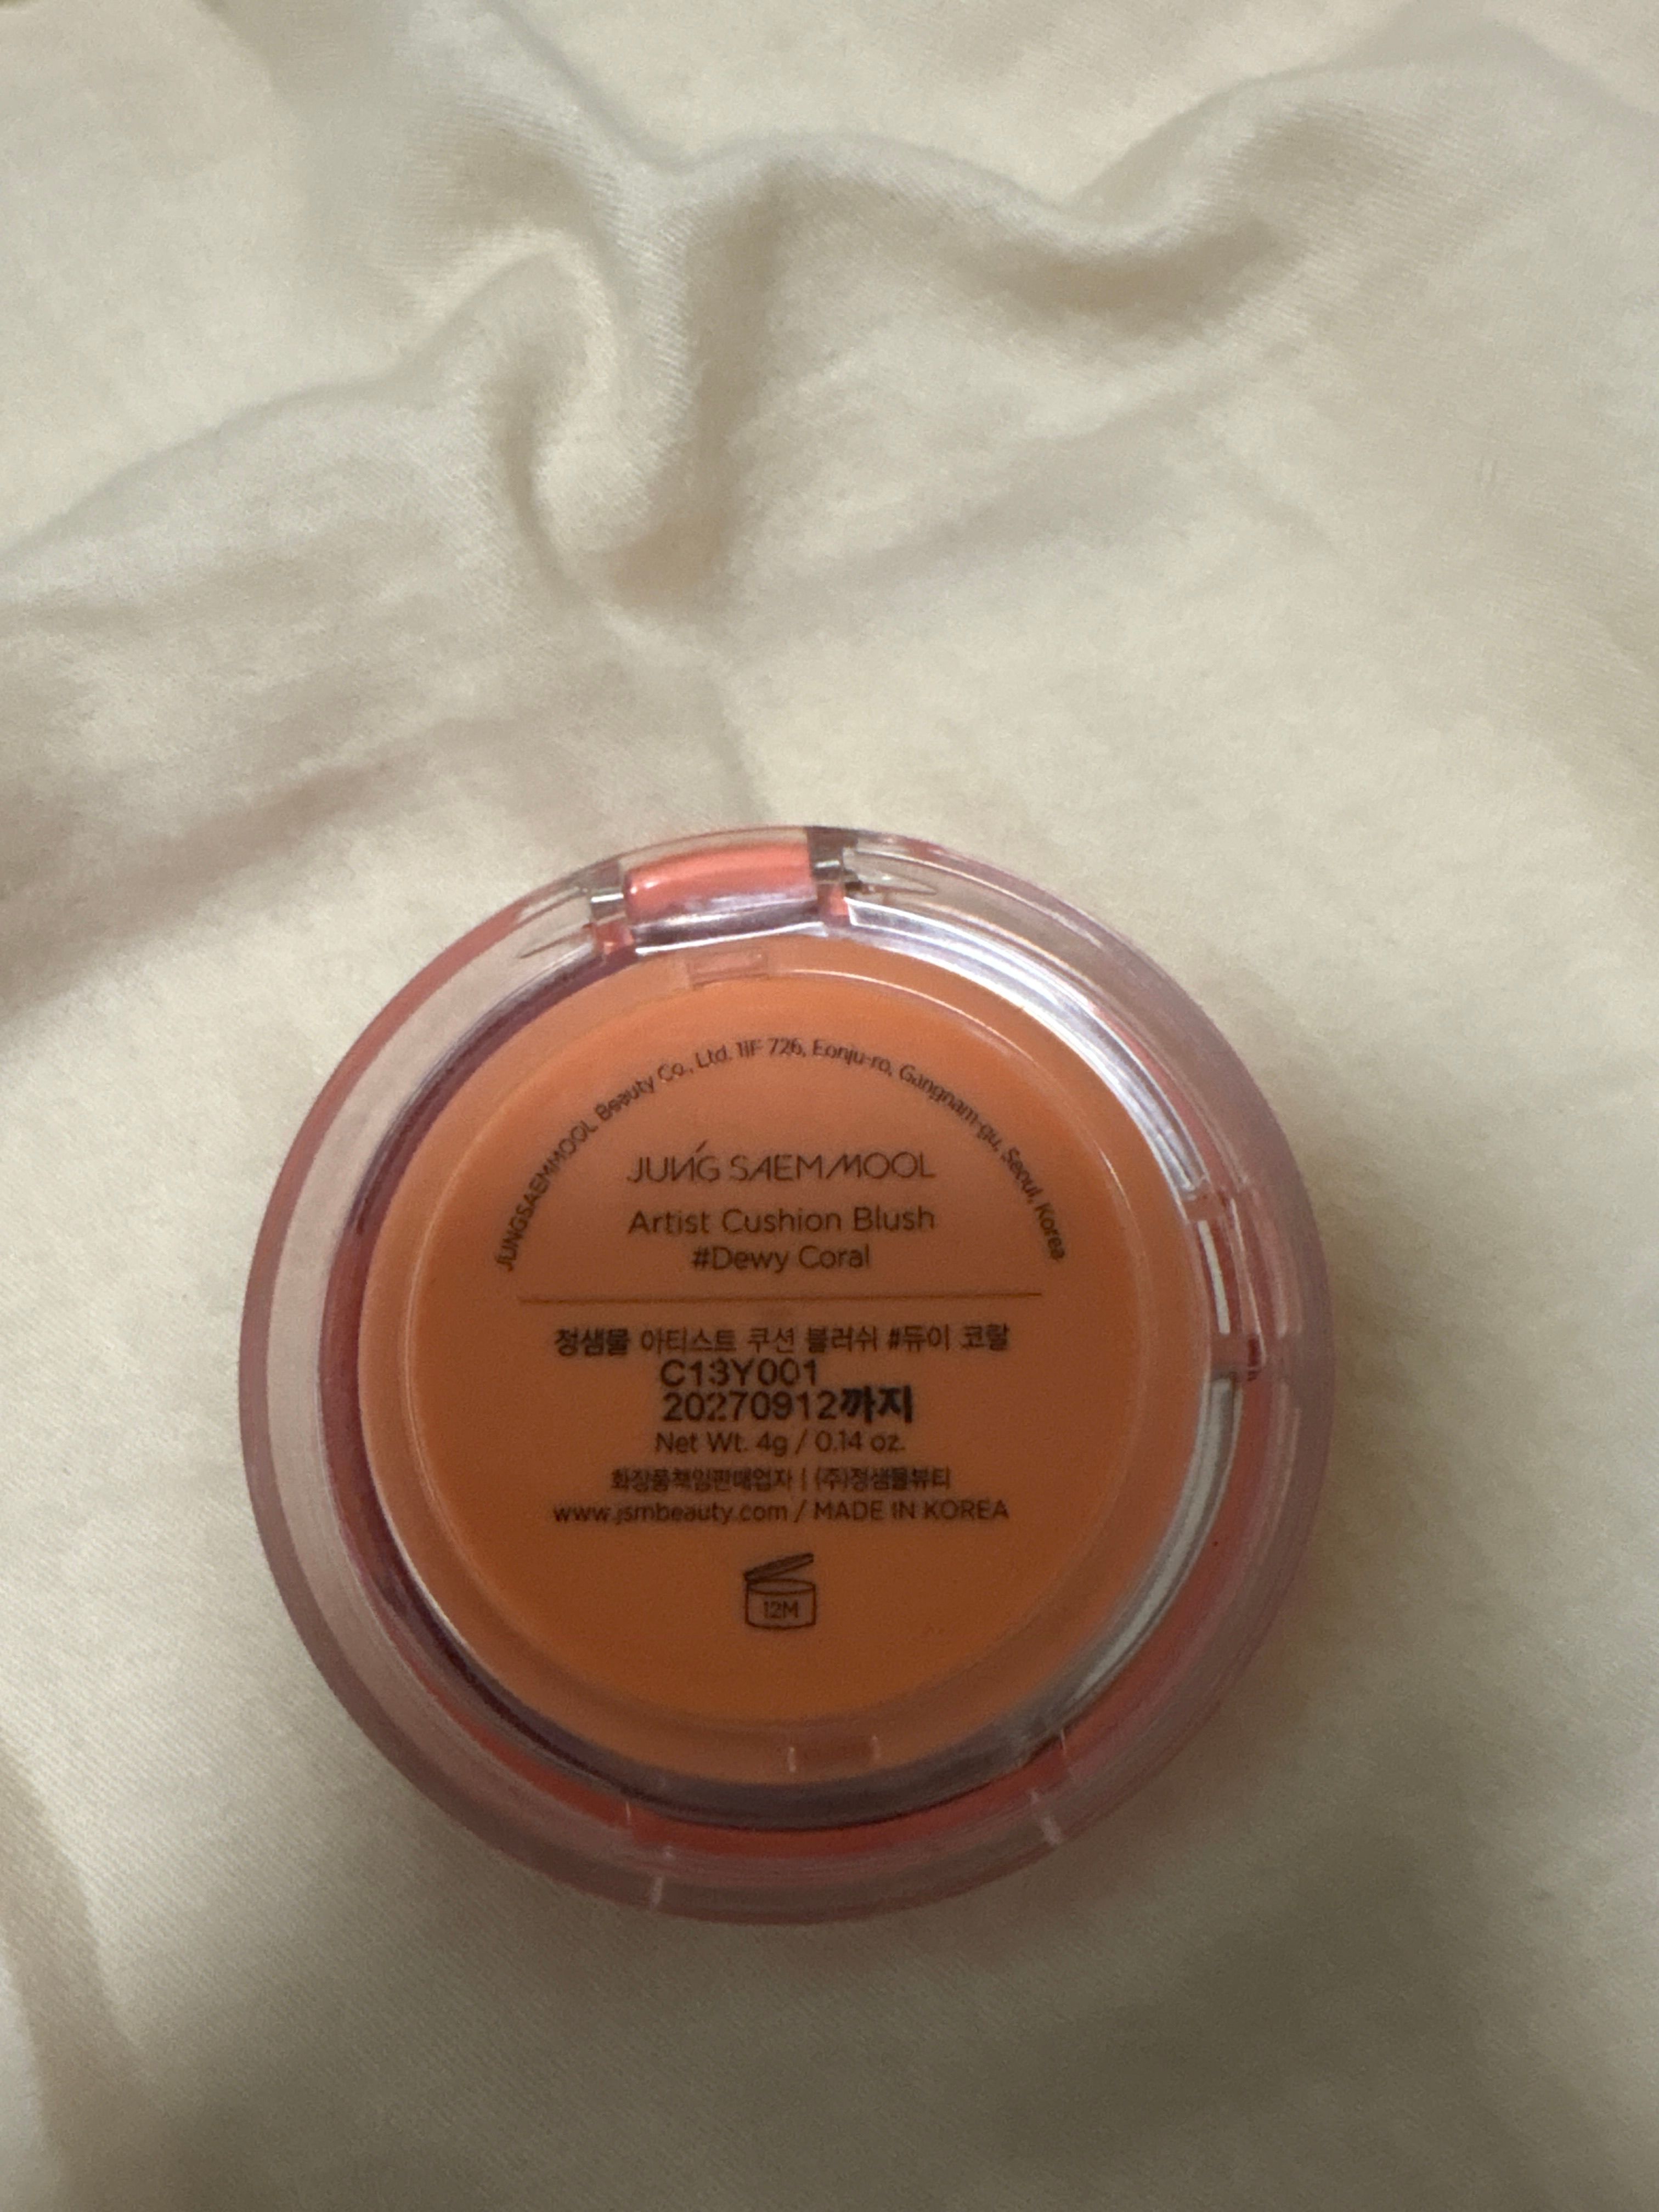 JUNGSAEMMOOL Beauty Co., Ltd. 11F 726, Eonju-ro, Gangnam-gu, Seoul, Korea
JUNG SAEM MOOL
Artist Cushion Blush
#Dewy Coral
정샘물 아티스트 쿠션 블러쉬 #듀이 코랄
C13Y001
20270912까지
Net Wt. 4g / 0.14 oz.
화장품책임판매업자 | (주)정샘물뷰티
www.jsmbeauty.com / MADE IN KOREA
12M